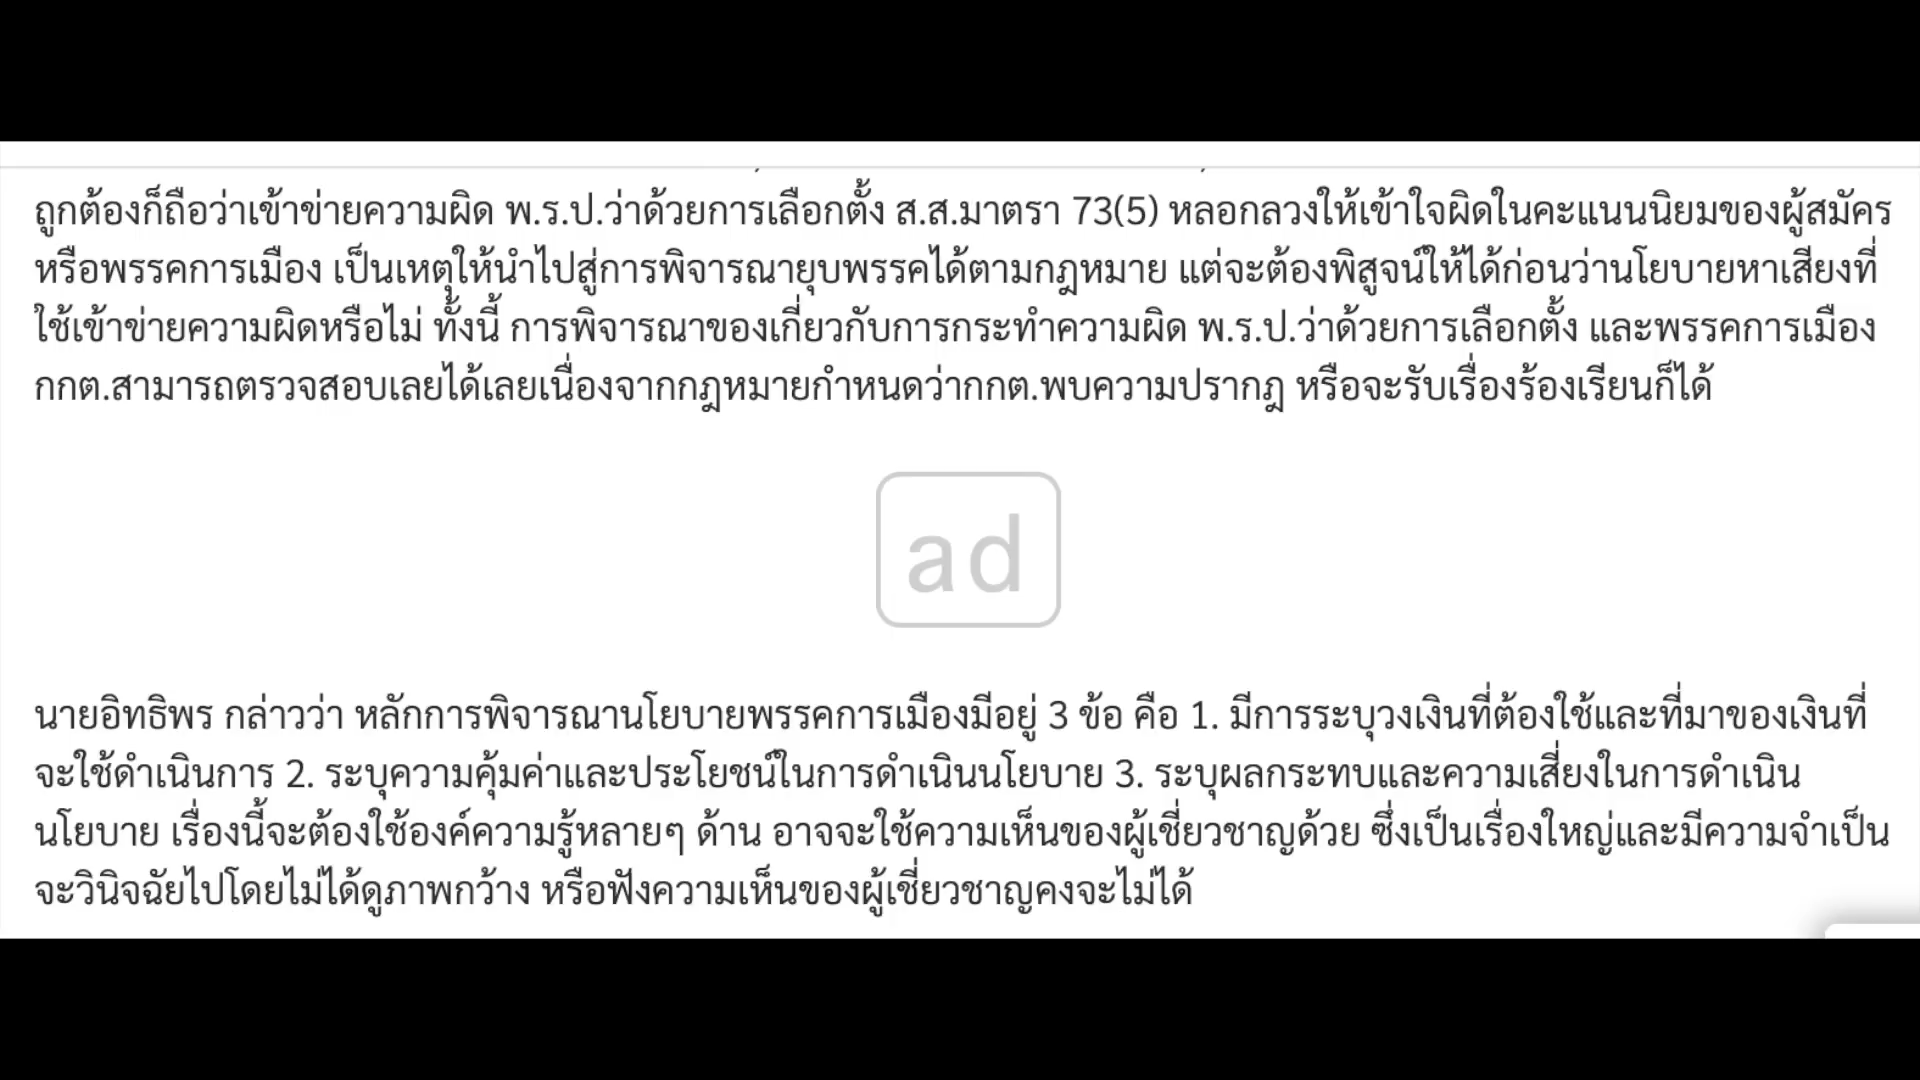 ถูกต้องก็ถือว่าเข้าข่ายความผิด พ.ร.ป.ว่าด้วยการเลือกตั้ง ส.ส.มาตรา 73(5) หลอกลวงให้เข้าใจผิดในคะแนนนิยมของผู้สมัคร
หรือพรรคการเมือง เป็นเหตุให้นำไปสู่การพิจารณายุบพรรคได้ตามกฎหมาย แต่จะต้องพิสูจน์ให้ได้ก่อนว่านโยบายหาเสียงที่
ใช้เข้าข่ายความผิดหรือไม่ ทั้งนี้ การพิจารณาของเกี่ยวกับการกระทำความผิด พ.ร.ป.ว่าด้วยการเลือกตั้ง และพรรคการเมือง
กกต.สามารถตรวจสอบเลยได้เลยเนื่องจากกฎหมายกำหนดว่ากกต.พบความปรากฎ หรือจะรับเรื่องร้องเรียนก็ได้
ad
นายอิทธิพร กล่าวว่า หลักการพิจารณานโยบายพรรคการเมืองมีอยู่ 3 ข้อ คือ 1. มีการระบุวงเงินที่ต้องใช้และที่มาของเงินที่
จะใช้ดำเนินการ 2. ระบุความคุ้มค่าและประโยชน์ในการดำเนินนโยบาย 3. ระบุผลกระทบและความเสี่ยงในการดำเนิน
นโยบาย เรื่องนี้จะต้องใช้องค์ความรู้หลายๆ ด้าน อาจจะใช้ความเห็นของผู้เชี่ยวชาญด้วย ซึ่งเป็นเรื่องใหญ่และมีความจำเป็น
จะวินิจฉัยไปโดยไม่ได้ดูภาพกว้าง หรือฟังความเห็นของผู้เชี่ยวชาญคงจะไม่ได้